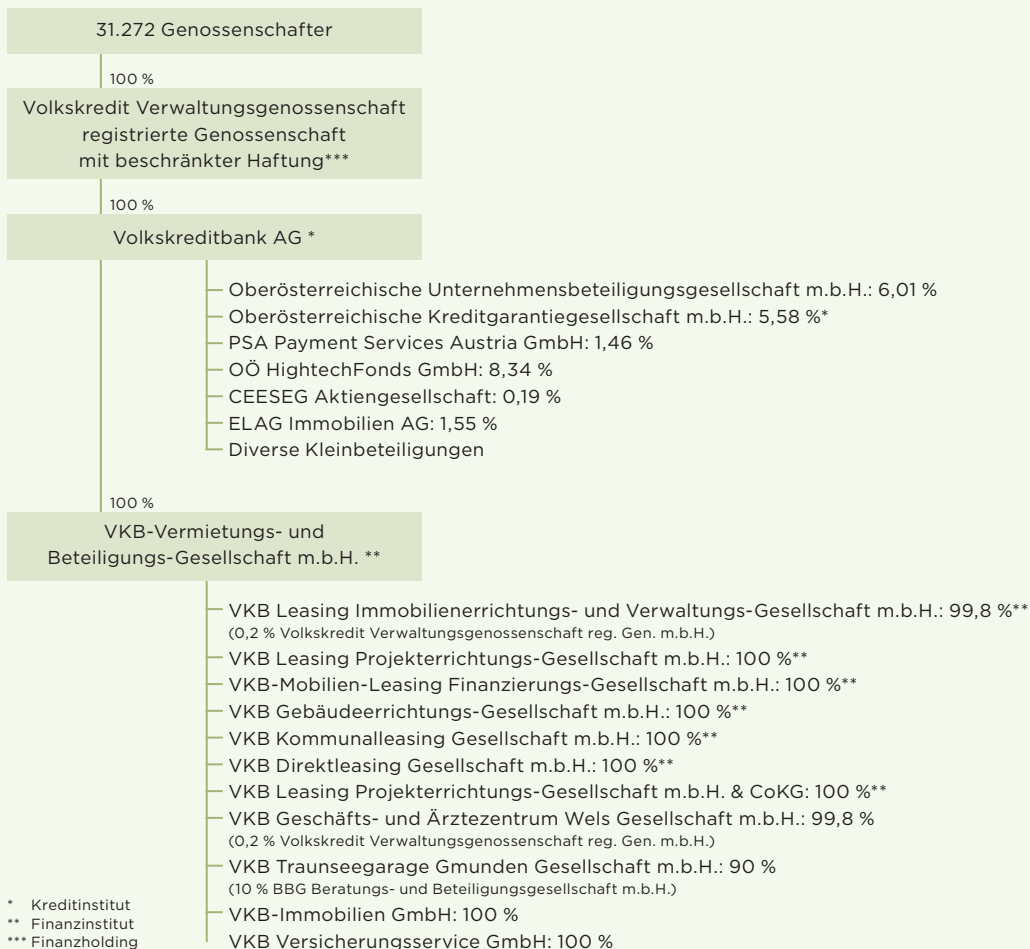 31.272 Genossenschafter
100 %
Volkskredit Verwaltungsgenossenschaft
registrierte Genossenschaft
mit beschränkter Haftung***
100 %
Volkskreditbank AG *
Oberösterreichische Unternehmensbeteiligungsgesellschaft m.b.H.: 6,01 %
Oberösterreichische Kreditgarantiegesellschaft m.b.H.: 5,58 %*
PSA Payment Services Austria GmbH: 1,46 %
OÖ HightechFonds GmbH: 8,34 %
CEESEG Aktiengesellschaft: 0,19 %
ELAG Immobilien AG: 1,55 %
Diverse Kleinbeteiligungen
100 %
VKB-Vermietungs- und
Beteiligungs-Gesellschaft m.b.H. **
VKB Leasing Immobilienerrichtungs- und Verwaltungs-Gesellschaft m.b.H.: 99,8 %**
(0,2 % Volkskredit Verwaltungsgenossenschaft reg. Gen. m.b.H.)
VKB Leasing Projekterrichtungs-Gesellschaft m.b.H.: 100 %**
VKB-Mobilien-Leasing Finanzierungs-Gesellschaft m.b.H.: 100 %**
VKB Gebäudeerrichtungs-Gesellschaft m.b.H.: 100 %**
VKB Kommunalleasing Gesellschaft m.b.H.: 100 %**
VKB Direktleasing Gesellschaft m.b.H.: 100 %**
VKB Leasing Projekterrichtungs-Gesellschaft m.b.H. & CoKG: 100 %**
VKB Geschäfts- und Ärztezentrum Wels Gesellschaft m.b.H.: 99,8 %
(0,2 % Volkskredit Verwaltungsgenossenschaft reg. Gen. m.b.H.)
VKB Traunseegarage Gmunden Gesellschaft m.b.H.: 90 %
(10 % BBG Beratungs- und Beteiligungsgesellschaft m.b.H.)
VKB-Immobilien GmbH: 100 %
VKB Versicherungsservice GmbH: 100 %
* Kreditinstitut
** Finanzinstitut
*** Finanzholding